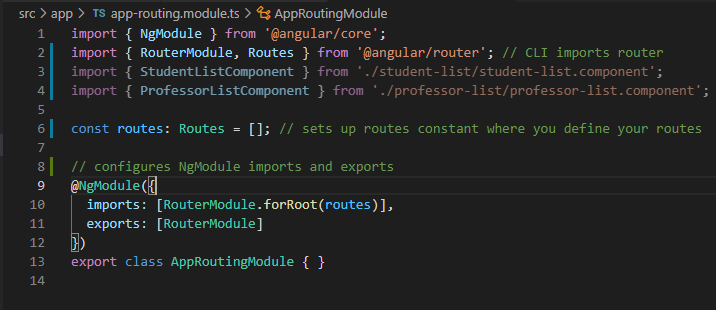 src > app > TS app-routing.module.ts > AppRoutingModule
1 import { NgModule } from '@angular/core';
2 import { RouterModule, Routes } from '@angular/router'; // CLI imports router
3 import { StudentListComponent } from './student-list/student-list.component';
4 import { ProfessorListComponent } from './professor-list/professor-list.component';
5
6 const routes: Routes = []; // sets up routes constant where you define your routes
7
8 // configures NgModule imports and exports
9 @NgModule({
10   imports: [RouterModule.forRoot(routes)],
11   exports: [RouterModule]
12 })
13 export class AppRoutingModule { }
14